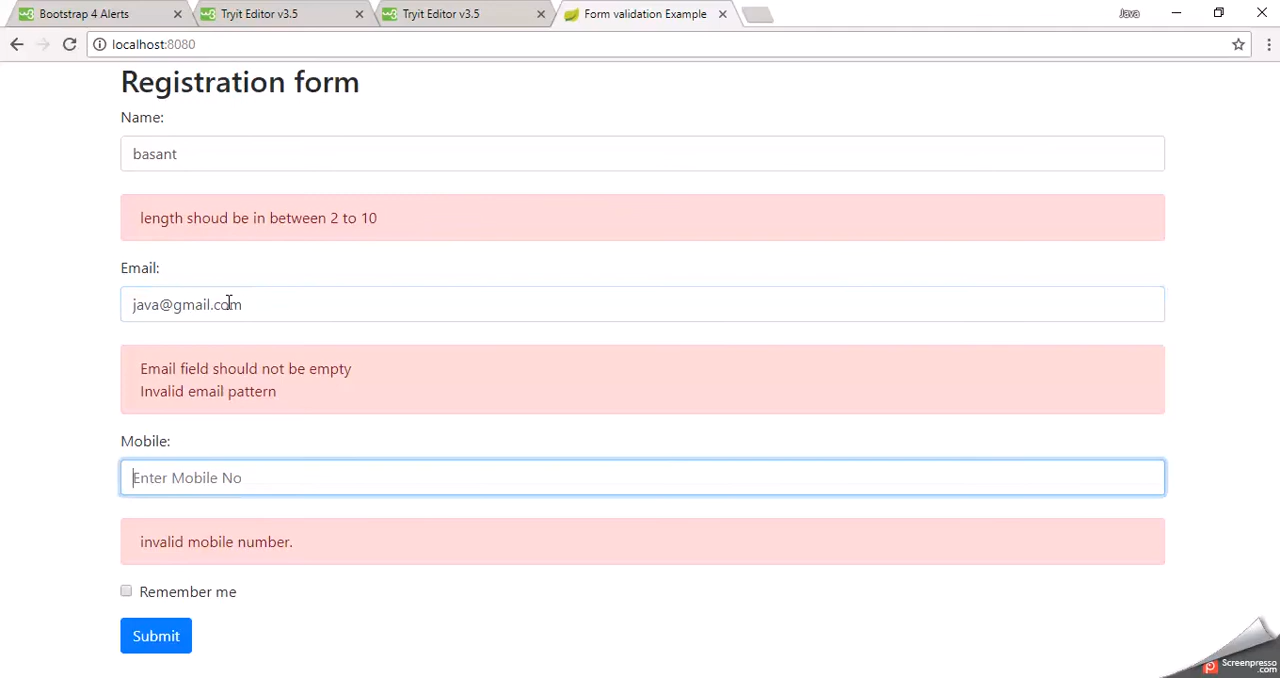 Bootstrap 4 Alerts
Tryit Editor v3.5
Tryit Editor v3.5
Form validation Example
Java
localhost:8080
Registration form
Name:
basant
length shoud be in between 2 to 10
Email:
java@gmail.com
Email field should not be empty
Invalid email pattern
Mobile:
Enter Mobile No
invalid mobile number.
Remember me
Submit
Screenpresso
.com